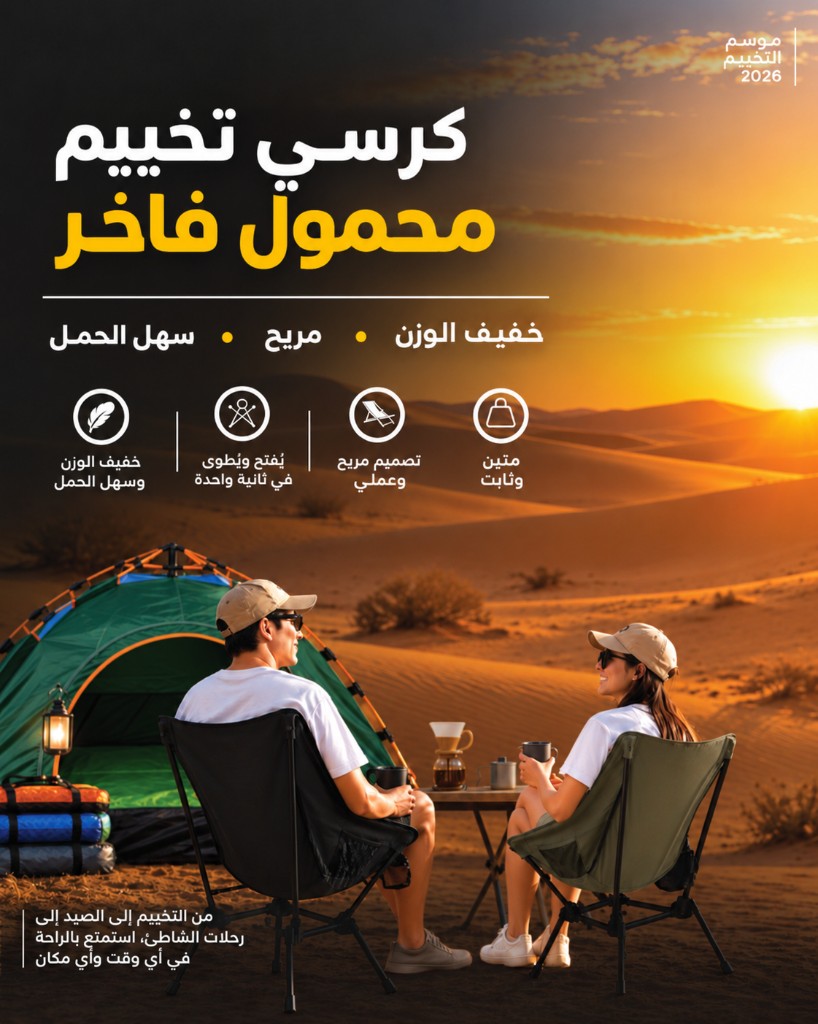 موسم
التخييم
2026
كرسي تخييم
محمول فاخر
خفيف الوزن • مريح • سهل الحمل
متين
وثابت
تصميم مريح
وعملي
يُفتح ويُطوى
في ثانية واحدة
خفيف الوزن
وسهل الحمل
من التخييم إلى الصيد إلى
رحلات الشاطئ، استمتع بالراحة
في أي وقت وأي مكان